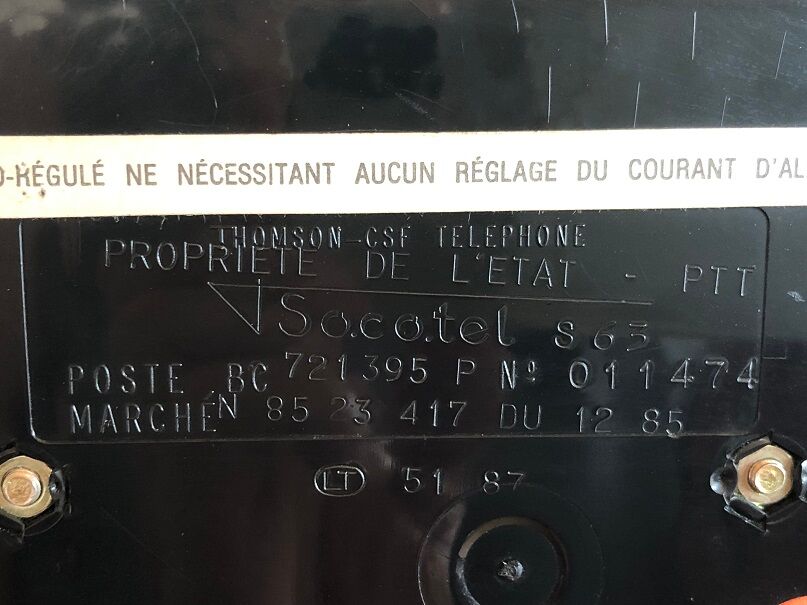 O-RÉGULÉ NE NÉCESSITANT AUCUN RÉGLAGE DU COURANT D'AL
THOMSON-CSF TELEPHONE
PROPRIETE DE L'ETAT - PTT
Socotel S63
POSTE BC 721395 P Nº 011474
MARCHÉ N 85 23 417 DU 12 85
LT 51 87